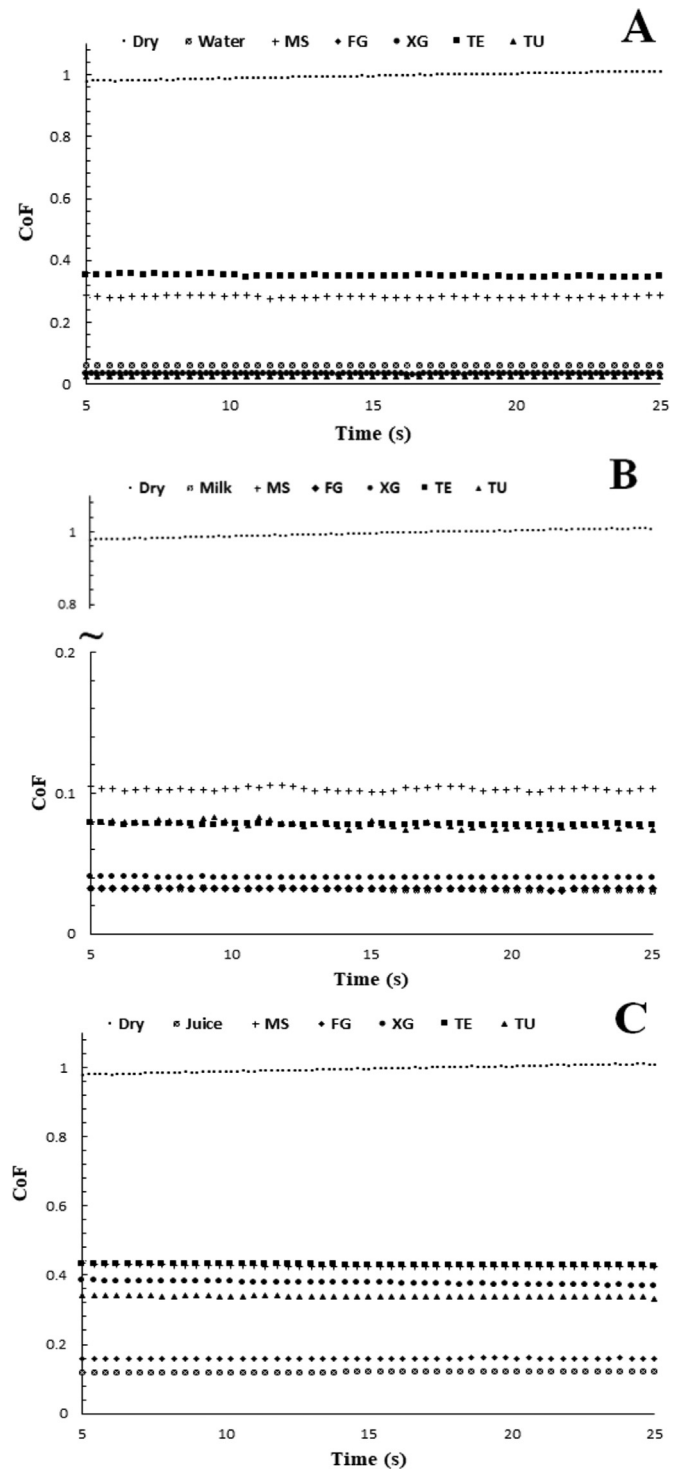 A
Dry Water MS FG XG TE TU
1
0.8
0.6
0.4
0.2
0
CoF
5 10 15 20 25
Time (s)
B
Dry Milk MS FG XG TE TU
1
0.8
~
0.2
0.1
0
CoF
5 10 15 20 25
Time (s)
C
Dry Juice MS FG XG TE TU
1
0.8
0.6
0.4
0.2
0
CoF
5 10 15 20 25
Time (s)